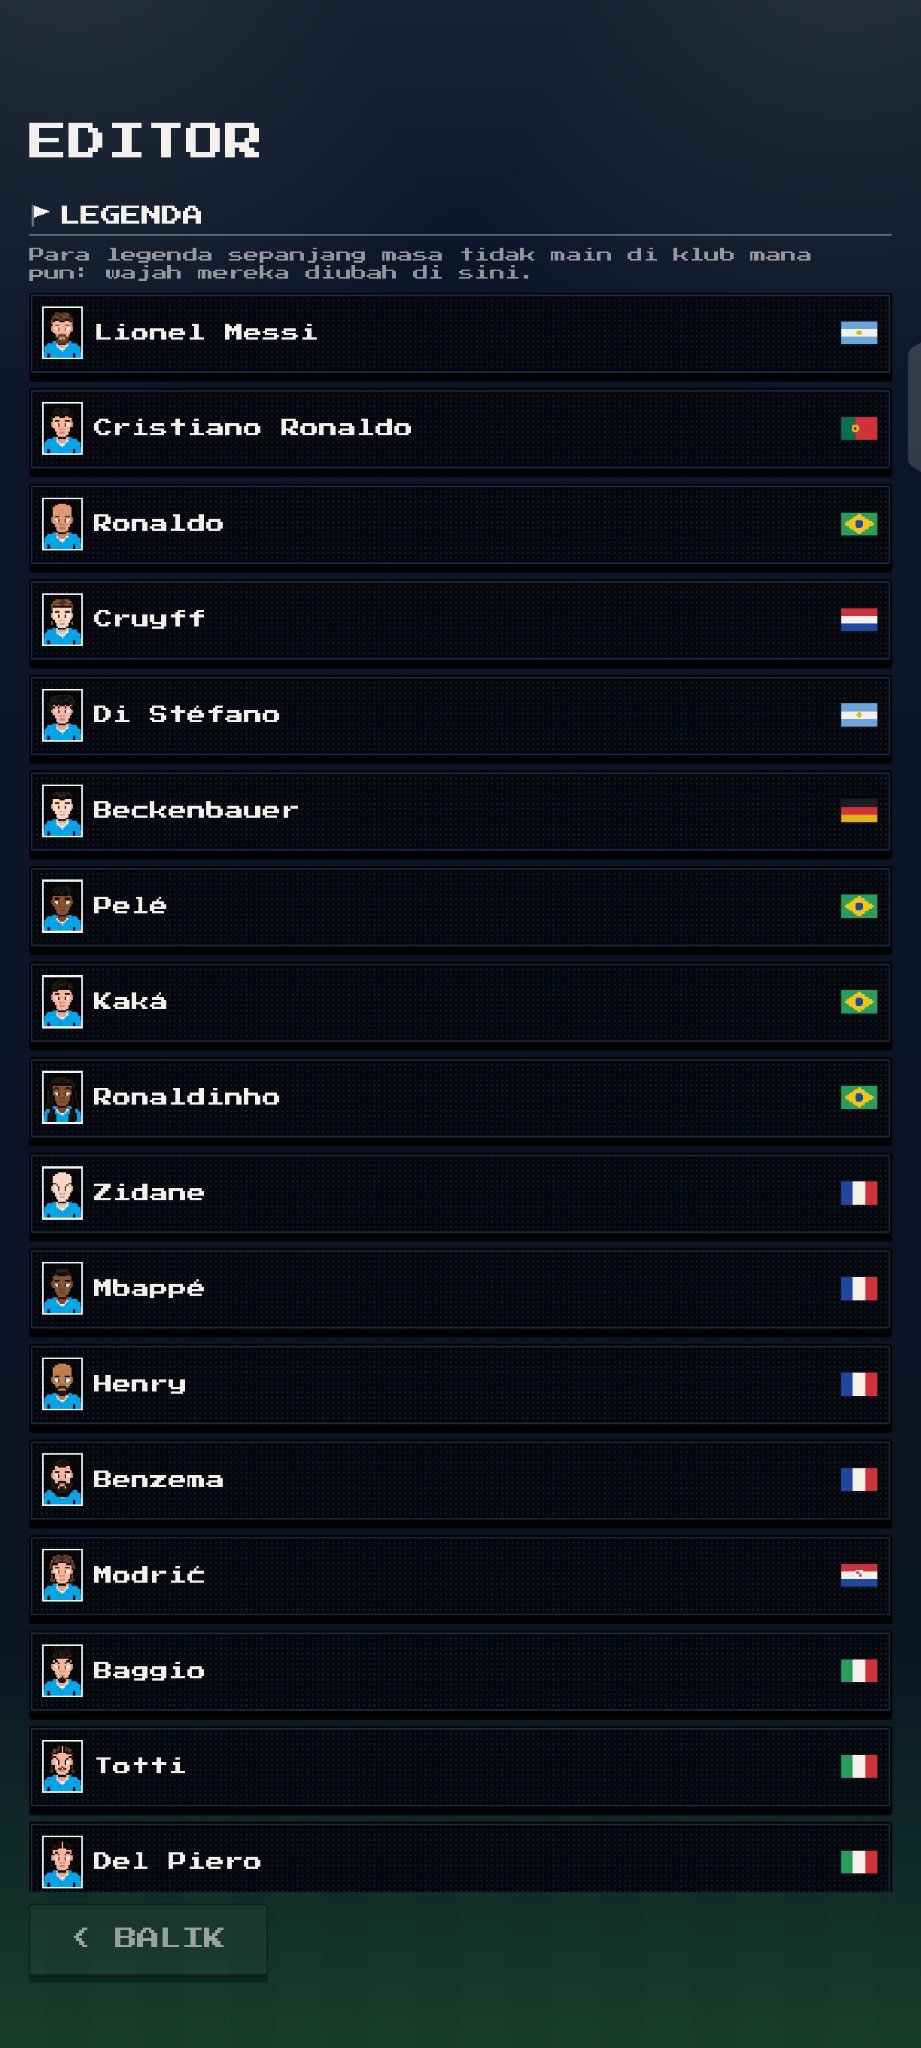 EDITOR
LEGENDA
Para legenda sepanjang masa tidak main di klub mana
pun: wajah mereka diubah di sini.
Lionel Messi
Cristiano Ronaldo
Ronaldo
Cruyff
Di Stéfano
Beckenbauer
Pelé
Kaká
Ronaldinho
Zidane
Mbappé
Henry
Benzema
Modrić
Baggio
Totti
Del Piero
< BALIK